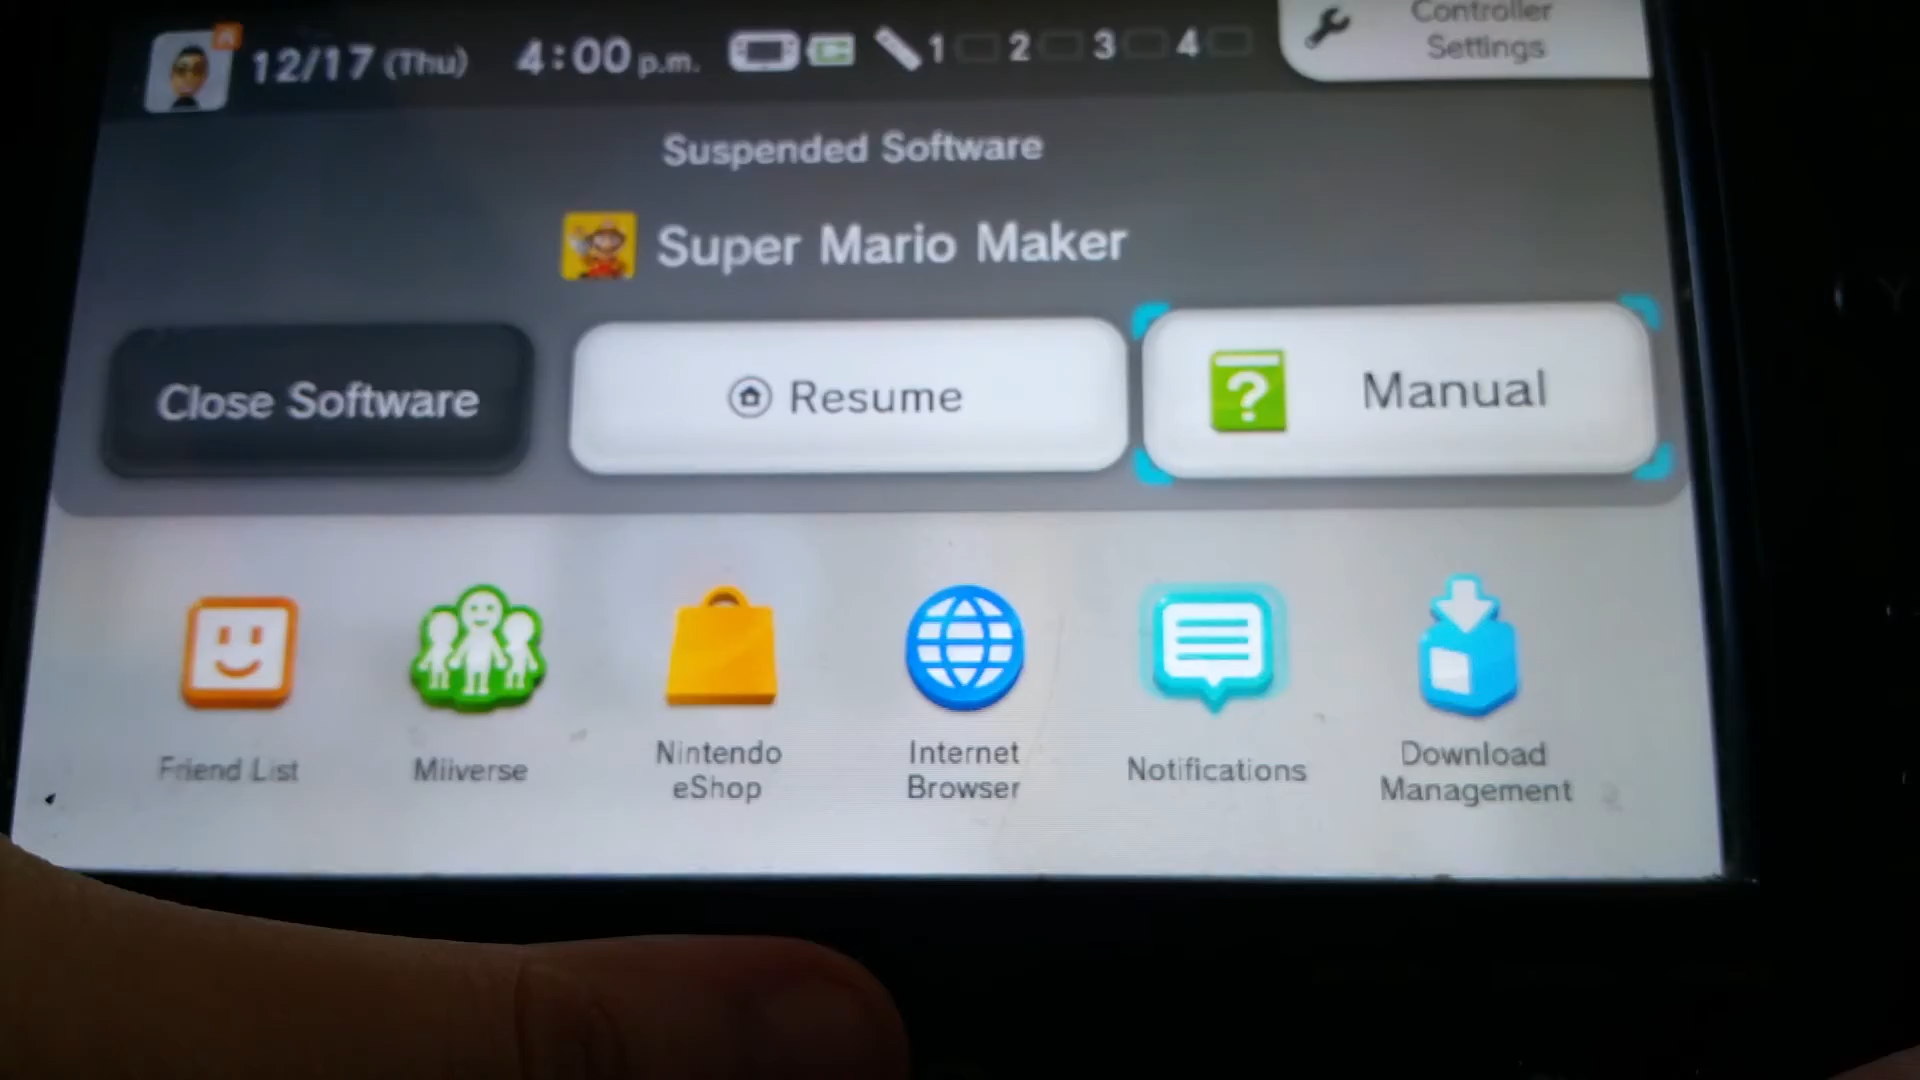 12/17 (Thu) 4:00 p.m. 1 2 3 4
Controller
Settings
Suspended Software
Super Mario Maker
Close Software
Resume
? Manual
Y
Friend List
Miiverse
Nintendo
eShop
Internet
Browser
Notifications
Download
Management